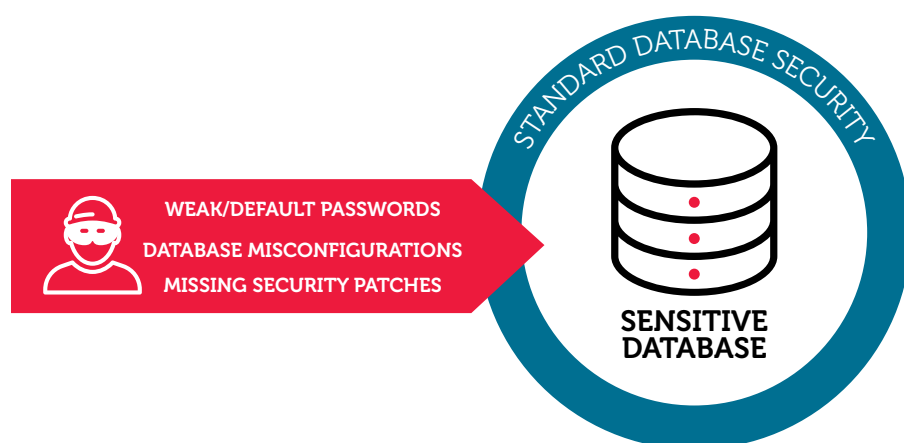 STANDARD DATABASE SECURITY
WEAK/DEFAULT PASSWORDS
DATABASE MISCONFIGURATIONS
MISSING SECURITY PATCHES
SENSITIVE
DATABASE